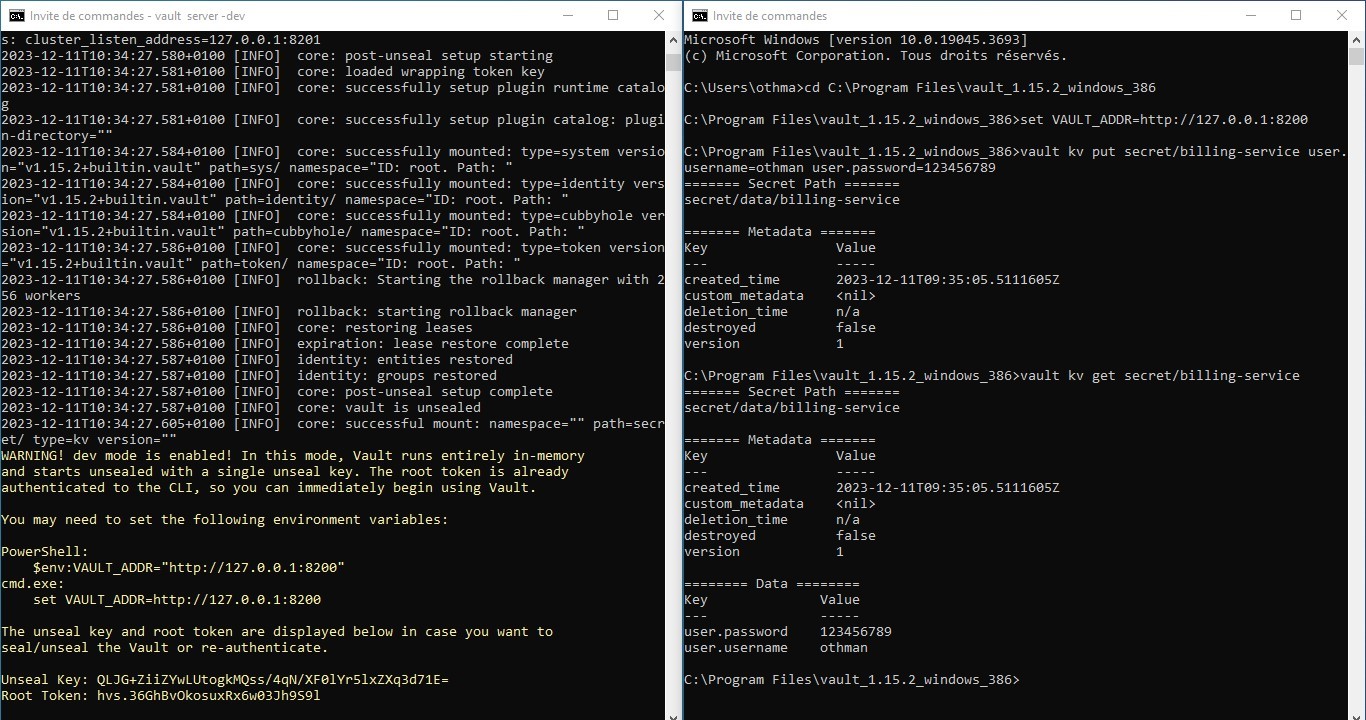 Invite de commandes - vault server -dev
s: cluster_listen_address=127.0.0.1:8201
2023-12-11T10:34:27.580+0100 [INFO]  core: post-unseal setup starting
2023-12-11T10:34:27.581+0100 [INFO]  core: loaded wrapping token key
2023-12-11T10:34:27.581+0100 [INFO]  core: successfully setup plugin runtime catalo
g
2023-12-11T10:34:27.581+0100 [INFO]  core: successfully setup plugin catalog: plugi
n-directory=""
2023-12-11T10:34:27.584+0100 [INFO]  core: successfully mounted: type=system versio
n="v1.15.2+builtin.vault" path=sys/ namespace="ID: root. Path: "
2023-12-11T10:34:27.584+0100 [INFO]  core: successfully mounted: type=identity vers
ion="v1.15.2+builtin.vault" path=identity/ namespace="ID: root. Path: "
2023-12-11T10:34:27.584+0100 [INFO]  core: successfully mounted: type=cubbyhole ver
sion="v1.15.2+builtin.vault" path=cubbyhole/ namespace="ID: root. Path: "
2023-12-11T10:34:27.586+0100 [INFO]  core: successfully mounted: type=token version
="v1.15.2+builtin.vault" path=token/ namespace="ID: root. Path: "
2023-12-11T10:34:27.586+0100 [INFO]  rollback: Starting the rollback manager with 2
56 workers
2023-12-11T10:34:27.586+0100 [INFO]  rollback: starting rollback manager
2023-12-11T10:34:27.586+0100 [INFO]  core: restoring leases
2023-12-11T10:34:27.586+0100 [INFO]  expiration: lease restore complete
2023-12-11T10:34:27.587+0100 [INFO]  identity: entities restored
2023-12-11T10:34:27.587+0100 [INFO]  identity: groups restored
2023-12-11T10:34:27.587+0100 [INFO]  core: post-unseal setup complete
2023-12-11T10:34:27.587+0100 [INFO]  core: vault is unsealed
2023-12-11T10:34:27.605+0100 [INFO]  core: successful mount: namespace="" path=secr
et/ type=kv version=""
WARNING! dev mode is enabled! In this mode, Vault runs entirely in-memory
and starts unsealed with a single unseal key. The root token is already
authenticated to the CLI, so you can immediately begin using Vault.
You may need to set the following environment variables:
PowerShell:
    $env:VAULT_ADDR="http://127.0.0.1:8200"
cmd.exe:
    set VAULT_ADDR=http://127.0.0.1:8200
The unseal key and root token are displayed below in case you want to
seal/unseal the Vault or re-authenticate.
Unseal Key: QLJG+ZiiZYwLUtogkMQss/4qN/XF0lYr5lxZXq3d71E=
Root Token: hvs.36GhBvOkosuxRx6w03Jh9S9l
Invite de commandes
Microsoft Windows [version 10.0.19045.3693]
(c) Microsoft Corporation. Tous droits réservés.
C:\Users\othma>cd C:\Program Files\vault_1.15.2_windows_386
C:\Program Files\vault_1.15.2_windows_386>set VAULT_ADDR=http://127.0.0.1:8200
C:\Program Files\vault_1.15.2_windows_386>vault kv put secret/billing-service user.
username=othman user.password=123456789
======= Secret Path =======
secret/data/billing-service
======= Metadata =======
Key                Value
---                -----
created_time       2023-12-11T09:35:05.5111605Z
custom_metadata    <nil>
deletion_time      n/a
destroyed          false
version            1
C:\Program Files\vault_1.15.2_windows_386>vault kv get secret/billing-service
======= Secret Path =======
secret/data/billing-service
======= Metadata =======
Key                Value
---                -----
created_time       2023-12-11T09:35:05.5111605Z
custom_metadata    <nil>
deletion_time      n/a
destroyed          false
version            1
======== Data ========
Key              Value
---              -----
user.password    123456789
user.username    othman
C:\Program Files\vault_1.15.2_windows_386>